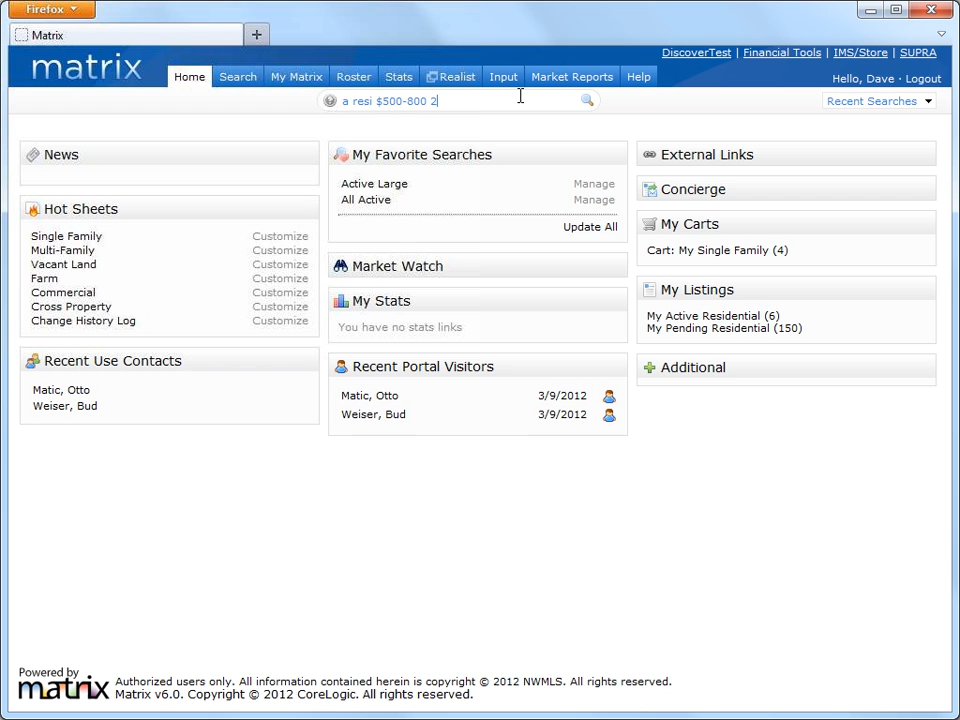 Firefox
Matrix
DiscoverTest | Financial Tools | IMS/Store | SUPRA
matrix
Home Search My Matrix Roster Stats Realist Input Market Reports Help
Hello, Dave · Logout
a resi $500-800 2
Recent Searches
News
Hot Sheets
Single Family Customize
Multi-Family Customize
Vacant Land Customize
Farm Customize
Commercial Customize
Cross Property Customize
Change History Log Customize
Recent Use Contacts
Matic, Otto
Weiser, Bud
My Favorite Searches
Active Large Manage
All Active Manage
Update All
Market Watch
My Stats
You have no stats links
Recent Portal Visitors
Matic, Otto 3/9/2012
Weiser, Bud 3/9/2012
External Links
Concierge
My Carts
Cart: My Single Family (4)
My Listings
My Active Residential (6)
My Pending Residential (150)
Additional
Powered by
matrix
Authorized users only. All information contained herein is copyright © 2012 NWMLS. All rights reserved.
Matrix v6.0. Copyright © 2012 CoreLogic. All rights reserved.